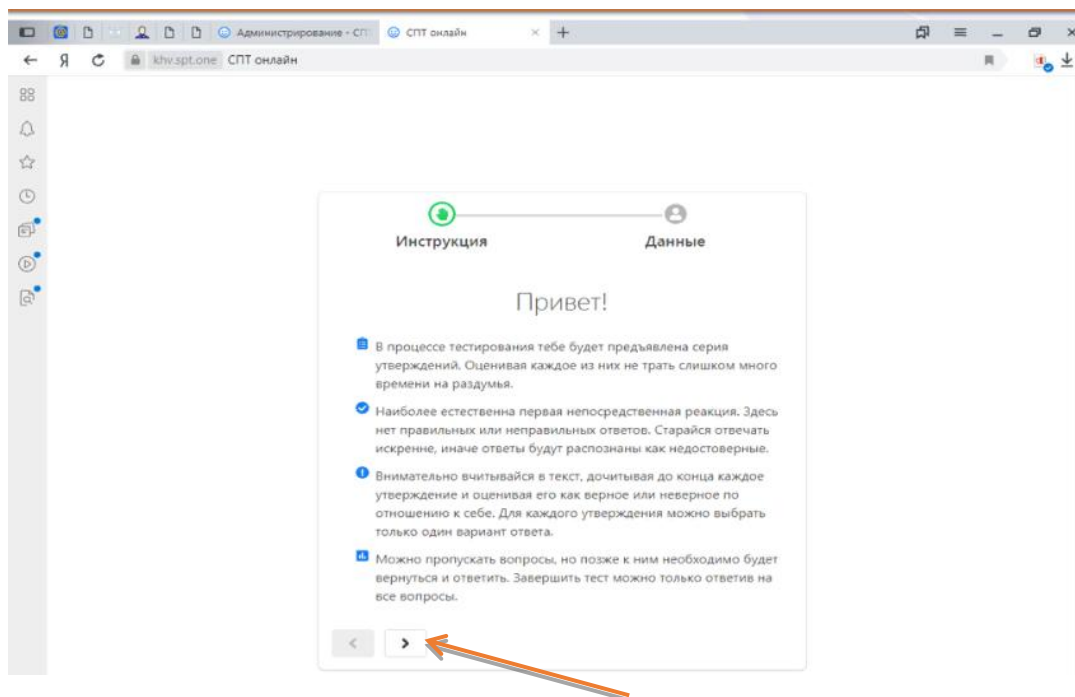 Администрирование - СП
СПТ онлайн
khv.spt.one СПТ онлайн
Инструкция
Данные
Привет!
В процессе тестирования тебе будет предъявлена серия
утверждений. Оценивая каждое из них не трать слишком много
времени на раздумья.
Наиболее естественна первая непосредственная реакция. Здесь
нет правильных или неправильных ответов. Старайся отвечать
искренне, иначе ответы будут распознаны как недостоверные.
Внимательно вчитывайся в текст, дочитывая до конца каждое
утверждение и оценивая его как верное или неверное по
отношению к себе. Для каждого утверждения можно выбрать
только один вариант ответа.
Можно пропускать вопросы, но позже к ним необходимо будет
вернуться и ответить. Завершить тест можно только ответив на
все вопросы.